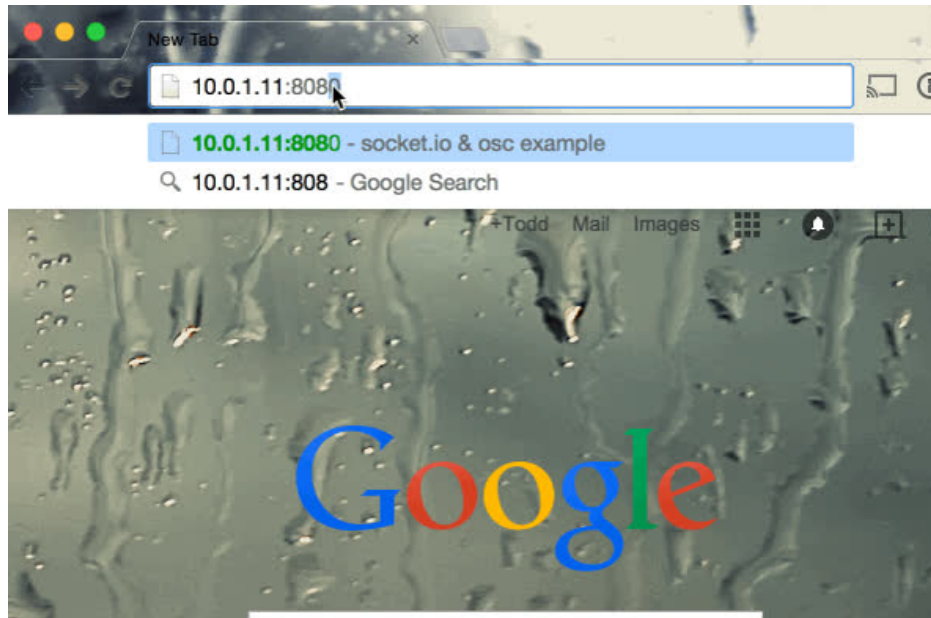 New Tab
10.0.1.11:8080
10.0.1.11:8080 - socket.io & osc example
10.0.1.11:808 - Google Search
+Todd Mail Images
Google